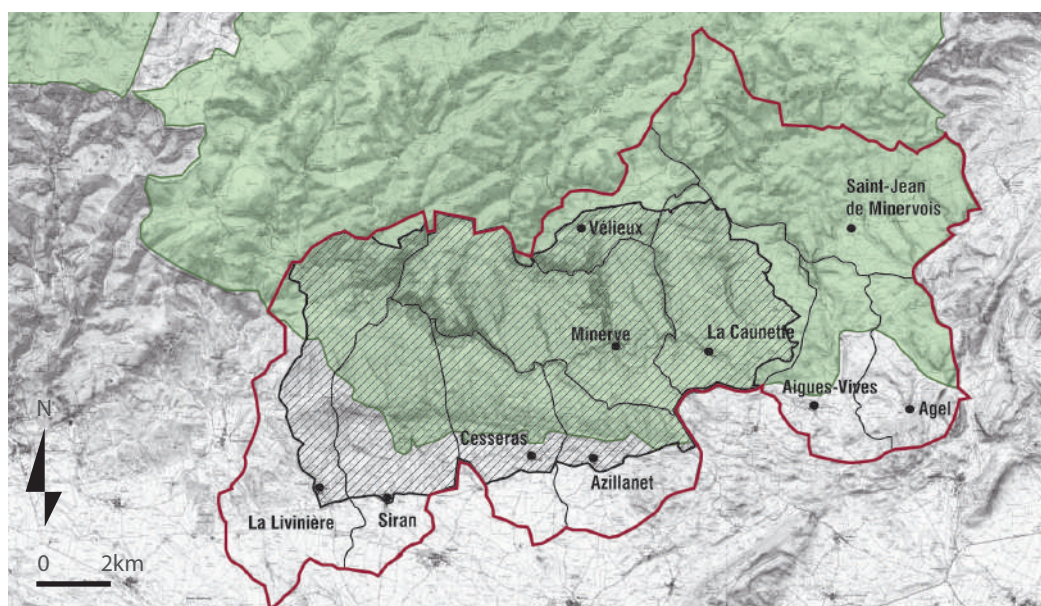 Saint-Jean
de Minervois
Vélieux
Minerve
La Caunette
Aigues-Vives
Agel
N
Cesseras
Azillanet
La Livinière
Siran
0 2km